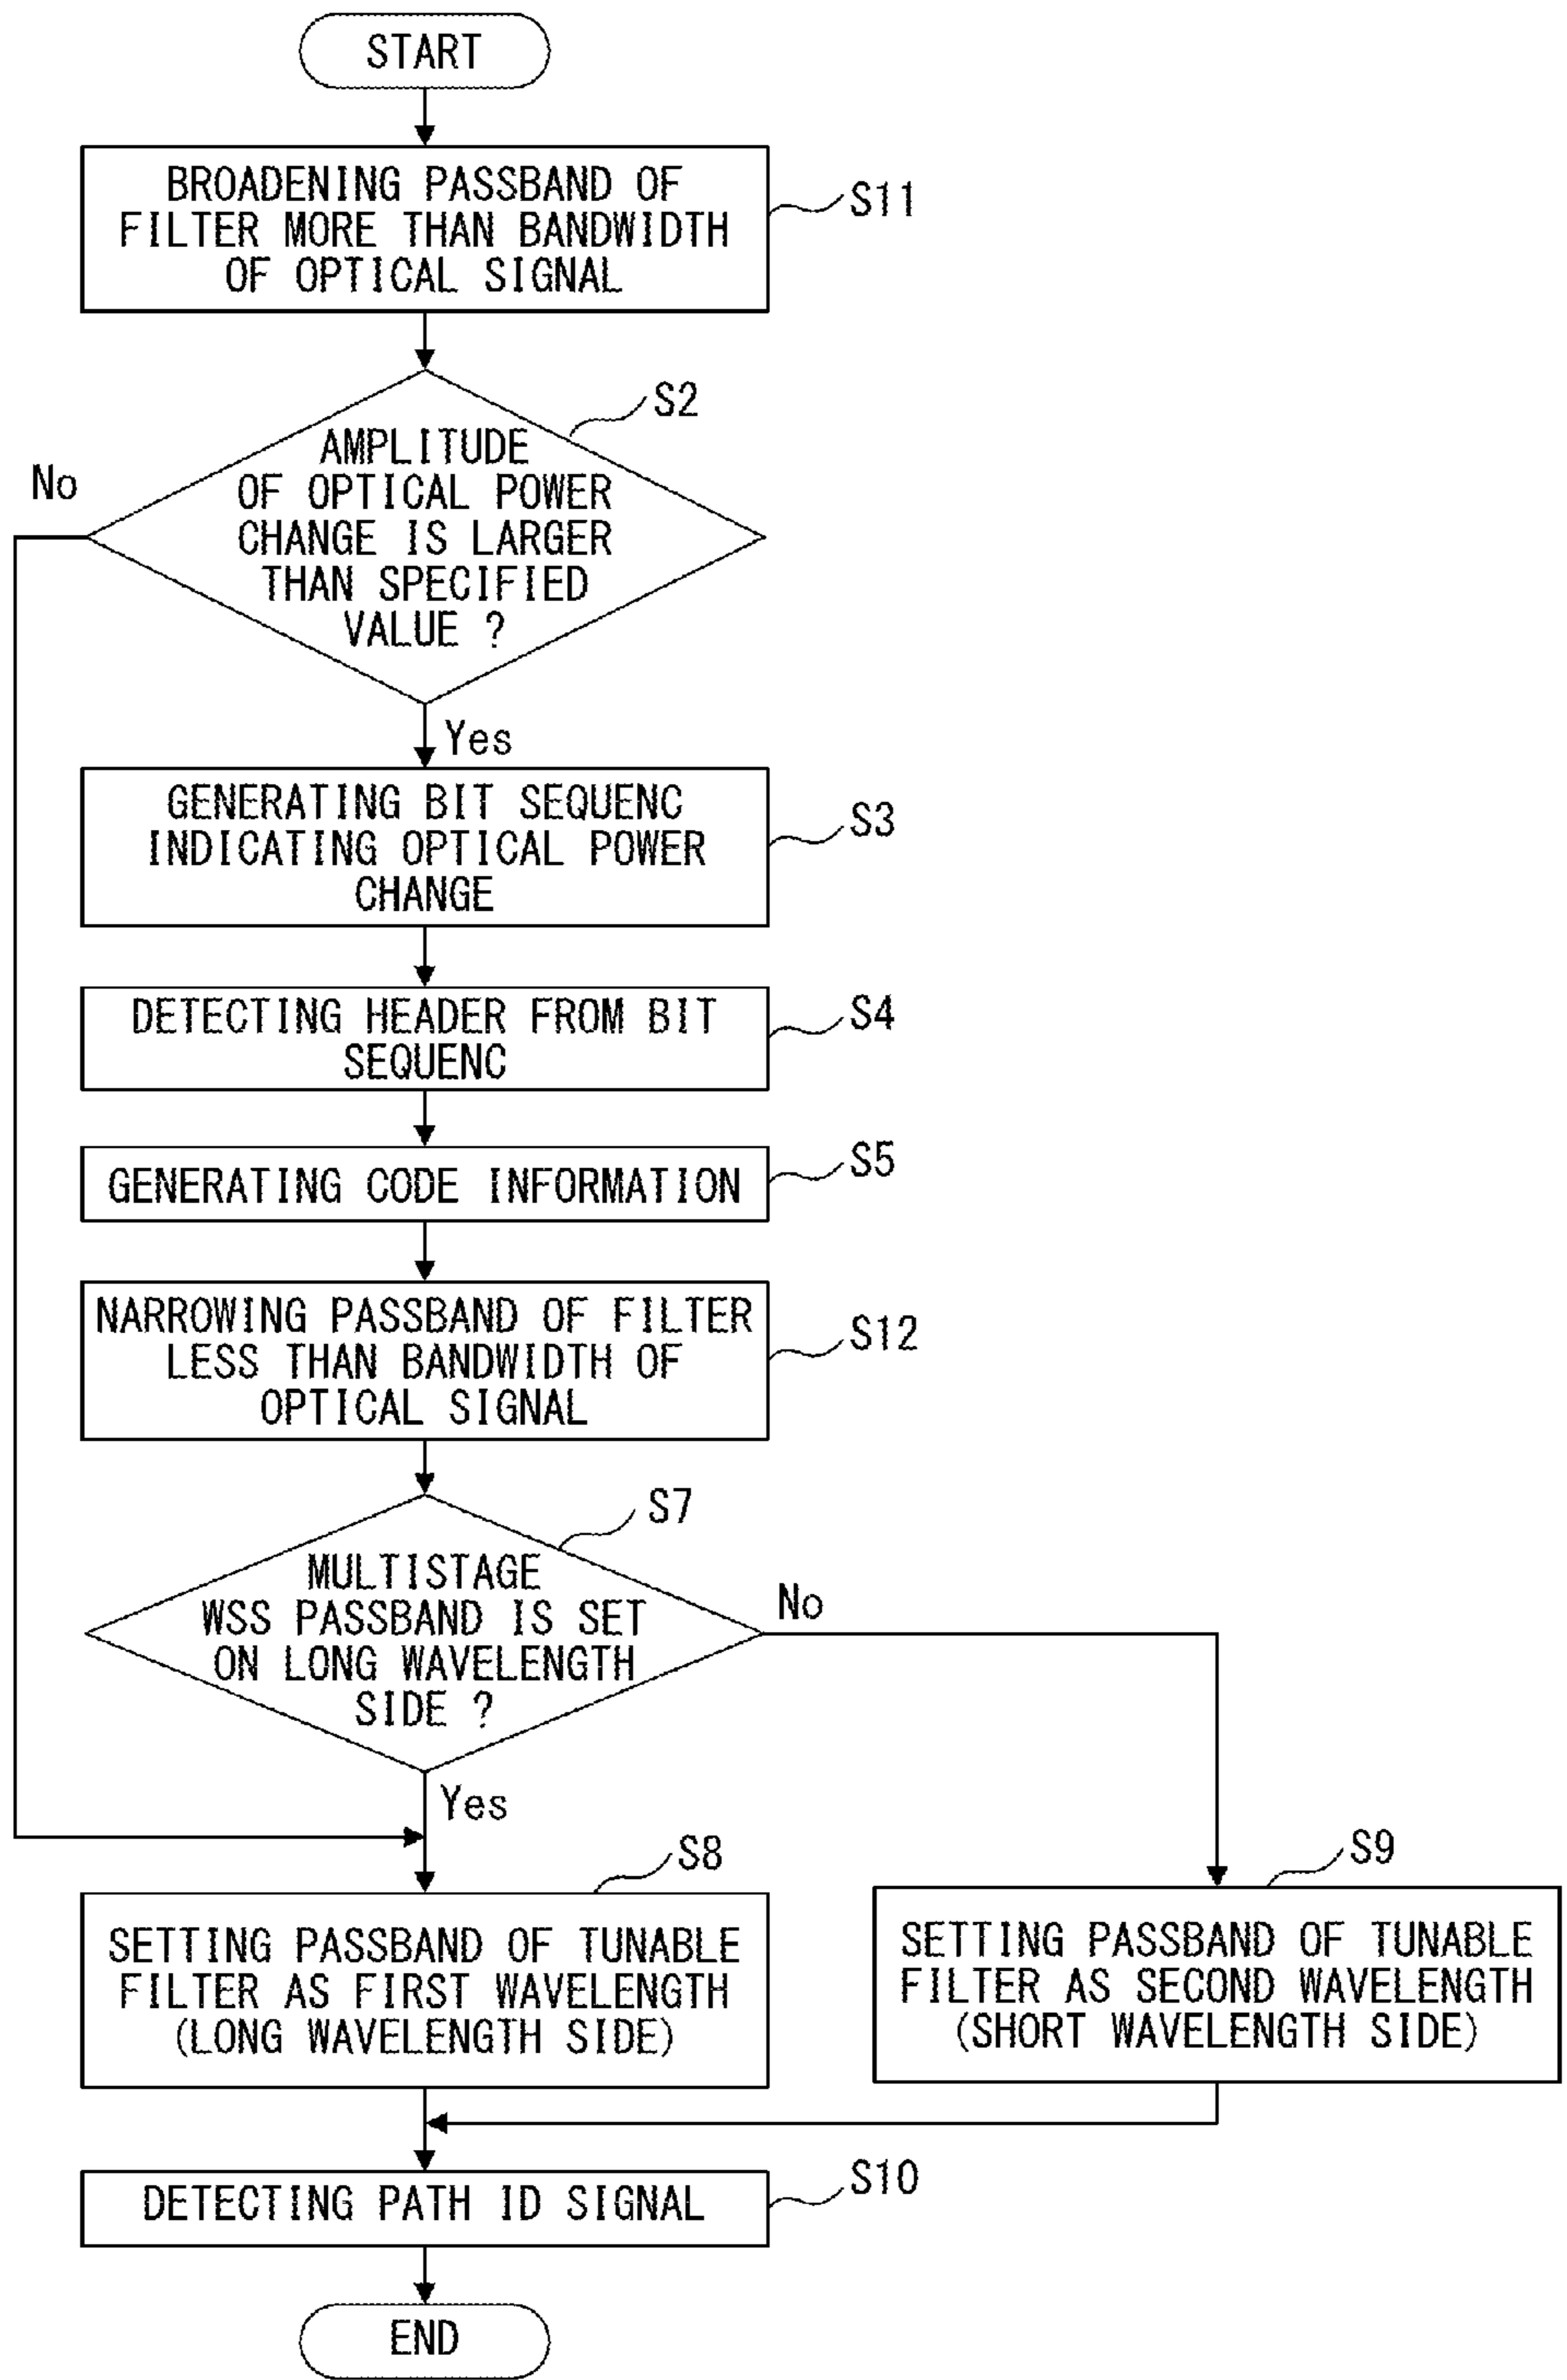 START
BROADENING PASSBAND OF
FILTER MORE THAN BANDWIDTH
OF OPTICAL SIGNAL
S11
S2
AMPLITUDE
OF OPTICAL POWER
CHANGE IS LARGER
THAN SPECIFIED
VALUE ?
No
Yes
GENERATING BIT SEQUENC
INDICATING OPTICAL POWER
CHANGE
S3
DETECTING HEADER FROM BIT
SEQUENC
S4
GENERATING CODE INFORMATION
S5
NARROWING PASSBAND OF FILTER
LESS THAN BANDWIDTH OF
OPTICAL SIGNAL
S12
S7
MULTISTAGE
WSS PASSBAND IS SET
ON LONG WAVELENGTH
SIDE ?
No
Yes
S8
SETTING PASSBAND OF TUNABLE
FILTER AS FIRST WAVELENGTH
(LONG WAVELENGTH SIDE)
S9
SETTING PASSBAND OF TUNABLE
FILTER AS SECOND WAVELENGTH
(SHORT WAVELENGTH SIDE)
DETECTING PATH ID SIGNAL
S10
END